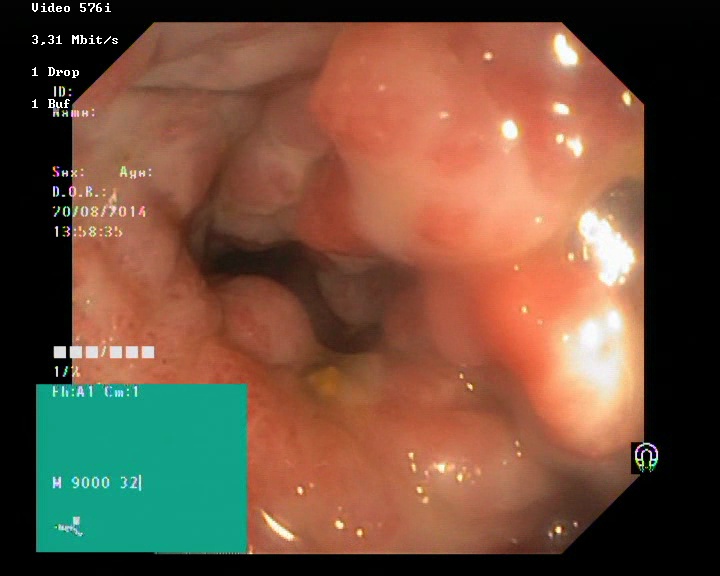 Video 576i
3,31 Mbit/s
1 Drop
ID:
1 Buf
Name:
Sex: Age:
D.O.R.:
20/08/2014
13:58:35
1/2
Eh:A1 Cm:1
M 9000 32